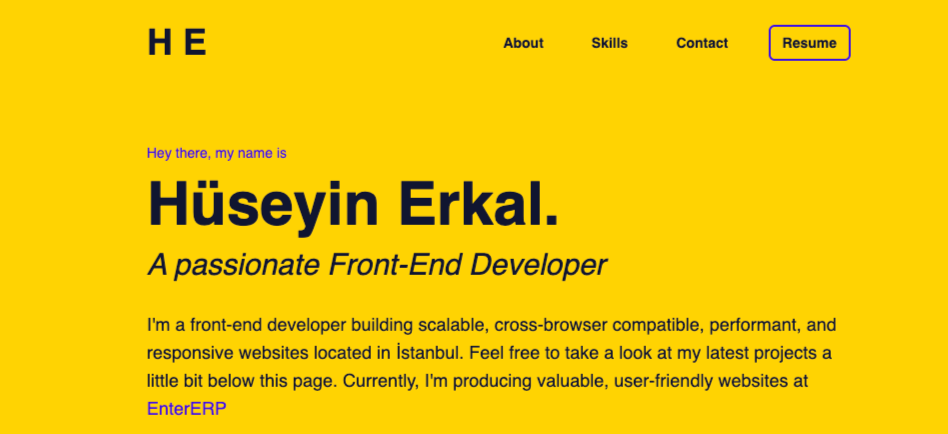 H E
About Skills Contact Resume
Hey there, my name is
Hüseyin Erkal.
A passionate Front-End Developer
I'm a front-end developer building scalable, cross-browser compatible, performant, and
responsive websites located in İstanbul. Feel free to take a look at my latest projects a
little bit below this page. Currently, I'm producing valuable, user-friendly websites at
EnterERP